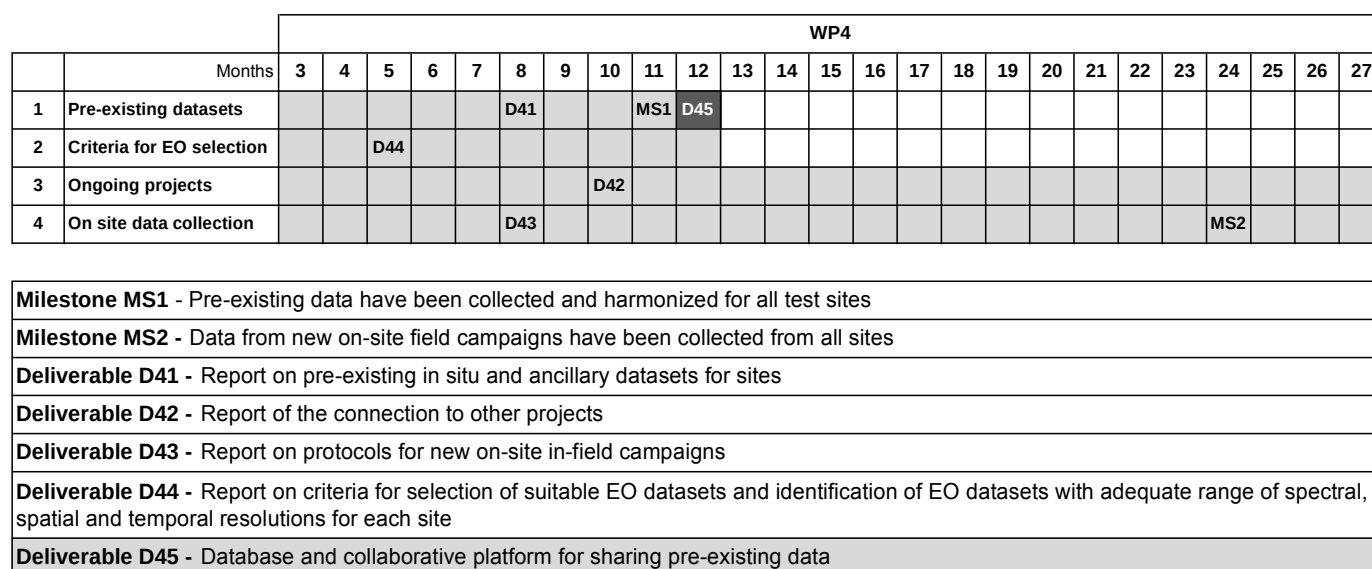 WP4
Months 3 4 5 6 7 8 9 10 11 12 13 14 15 16 17 18 19 20 21 22 23 24 25 26 27
1 Pre-existing datasets D41 MS1 D45
2 Criteria for EO selection D44
3 Ongoing projects D42
4 On site data collection D43 MS2
Milestone MS1 - Pre-existing data have been collected and harmonized for all test sites
Milestone MS2 - Data from new on-site field campaigns have been collected from all sites
Deliverable D41 - Report on pre-existing in situ and ancillary datasets for sites
Deliverable D42 - Report of the connection to other projects
Deliverable D43 - Report on protocols for new on-site in-field campaigns
Deliverable D44 - Report on criteria for selection of suitable EO datasets and identification of EO datasets with adequate range of spectral,
spatial and temporal resolutions for each site
Deliverable D45 - Database and collaborative platform for sharing pre-existing data